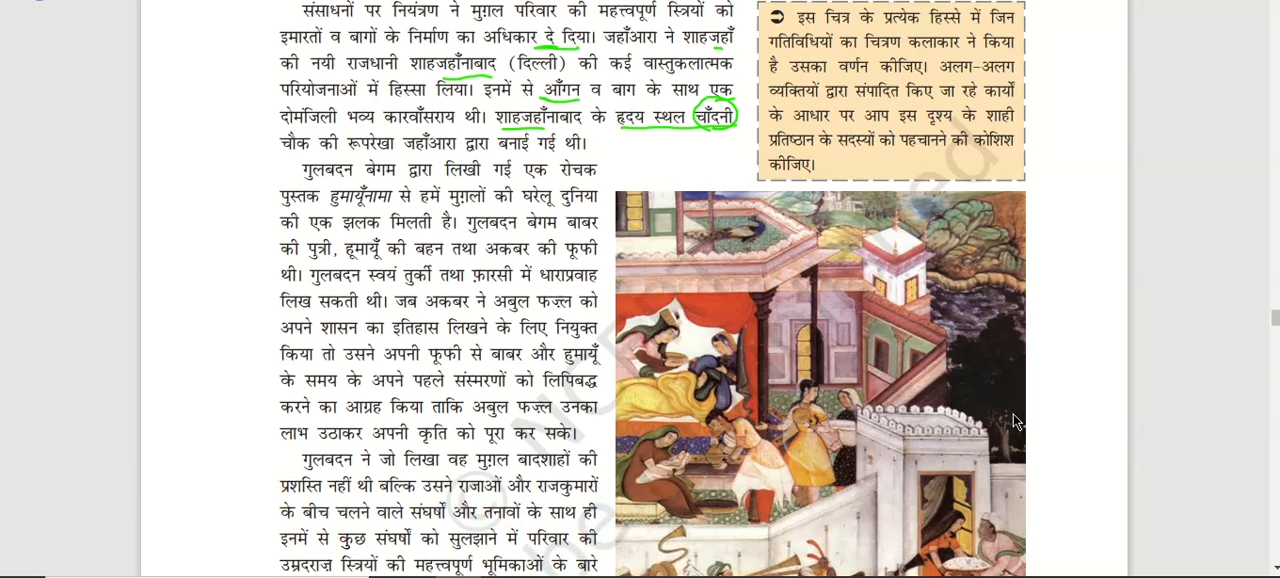 संसाधनों पर नियंत्रण ने मुग़ल परिवार की महत्त्वपूर्ण स्त्रियों को
इमारतों व बागों के निर्माण का अधिकार दे दिया। जहाँआरा ने शाहजहाँ
की नयी राजधानी शाहजहाँनाबाद (दिल्ली) की कई वास्तुकलात्मक
परियोजनाओं में हिस्सा लिया। इनमें से आँगन व बाग के साथ एक
दोमंजिली भव्य कारवाँसराय थी। शाहजहाँनाबाद के हृदय स्थल चाँदनी
चौक की रूपरेखा जहाँआरा द्वारा बनाई गई थी।
गुलबदन बेगम द्वारा लिखी गई एक रोचक
पुस्तक हुमायूँनामा से हमें मुग़लों की घरेलू दुनिया
की एक झलक मिलती है। गुलबदन बेगम बाबर
की पुत्री, हूमायूँ की बहन तथा अकबर की फूफी
थी। गुलबदन स्वयं तुर्की तथा फ़ारसी में धाराप्रवाह
लिख सकती थी। जब अकबर ने अबुल फज़्ल को
अपने शासन का इतिहास लिखने के लिए नियुक्त
किया तो उसने अपनी फूफी से बाबर और हुमायूँ
के समय के अपने पहले संस्मरणों को लिपिबद्ध
करने का आग्रह किया ताकि अबुल फज़्ल उनका
लाभ उठाकर अपनी कृति को पूरा कर सके।
गुलबदन ने जो लिखा वह मुग़ल बादशाहों की
प्रशस्ति नहीं थी बल्कि उसने राजाओं और राजकुमारों
के बीच चलने वाले संघर्षों और तनावों के साथ ही
इनमें से कुछ संघर्षों को सुलझाने में परिवार की
उम्रदराज़ स्त्रियों की महत्त्वपूर्ण भूमिकाओं के बारे
➲ इस चित्र के प्रत्येक हिस्से में जिन
गतिविधियों का चित्रण कलाकार ने किया
है उसका वर्णन कीजिए। अलग-अलग
व्यक्तियों द्वारा संपादित किए जा रहे कार्यों
के आधार पर आप इस दृश्य के शाही
प्रतिष्ठान के सदस्यों को पहचानने की कोशिश
कीजिए।